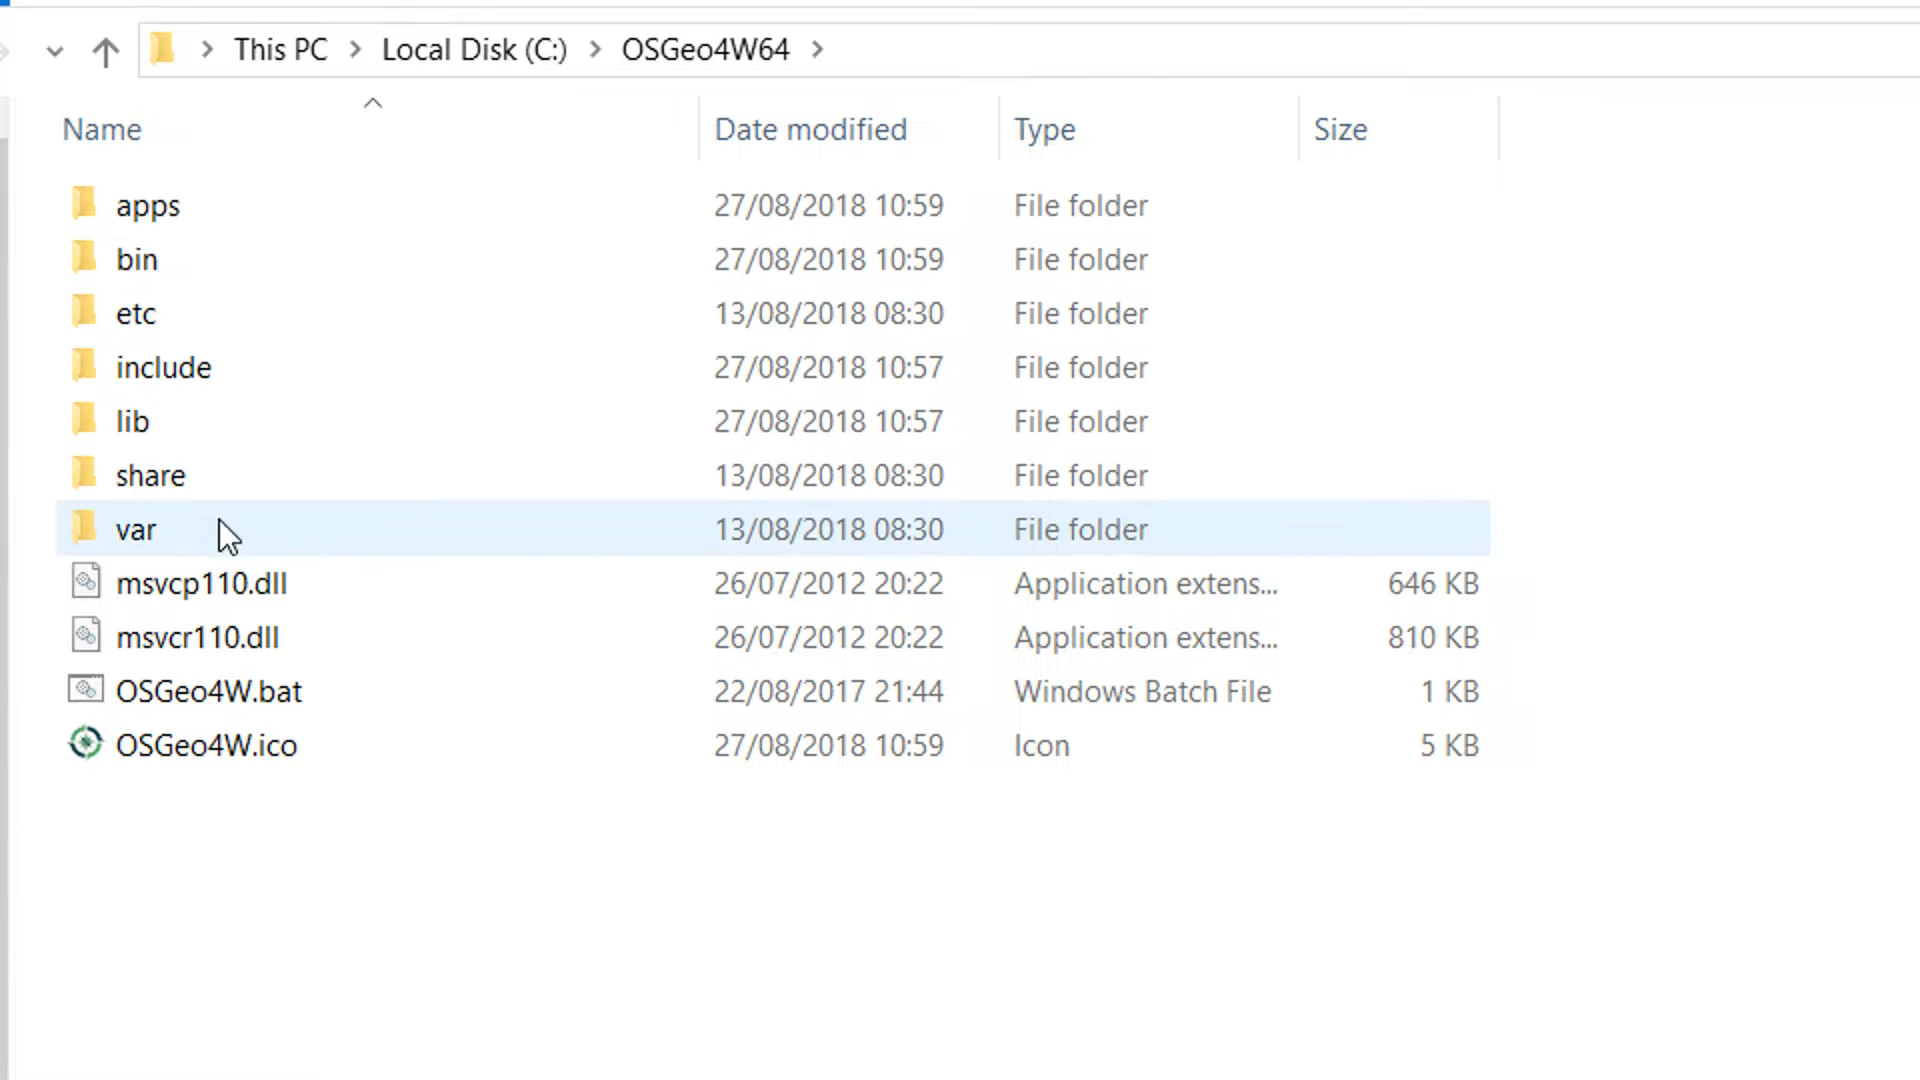 This PC > Local Disk (C:) > OSGeo4W64 >
Name Date modified Type Size
apps 27/08/2018 10:59 File folder
bin 27/08/2018 10:59 File folder
etc 13/08/2018 08:30 File folder
include 27/08/2018 10:57 File folder
lib 27/08/2018 10:57 File folder
share 13/08/2018 08:30 File folder
var 13/08/2018 08:30 File folder
msvcp110.dll 26/07/2012 20:22 Application extens... 646 KB
msvcr110.dll 26/07/2012 20:22 Application extens... 810 KB
OSGeo4W.bat 22/08/2017 21:44 Windows Batch File 1 KB
OSGeo4W.ico 27/08/2018 10:59 Icon 5 KB